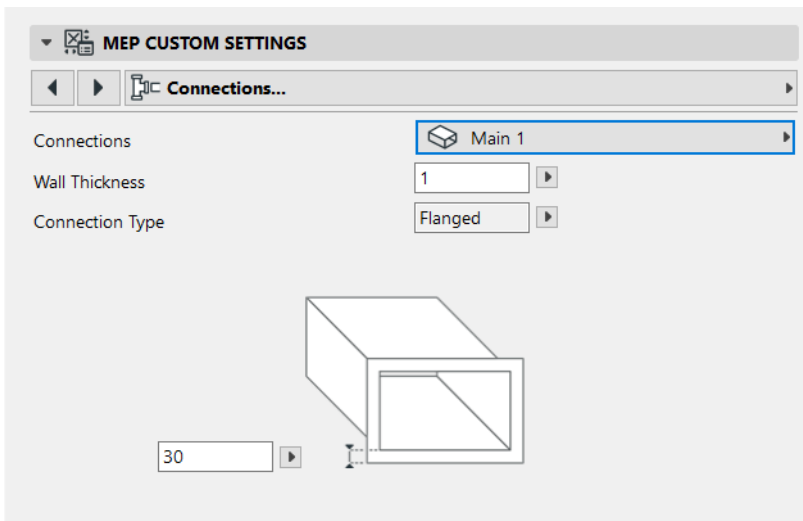 MEP CUSTOM SETTINGS
Connections...
Connections Main 1
Wall Thickness 1
Connection Type Flanged
30